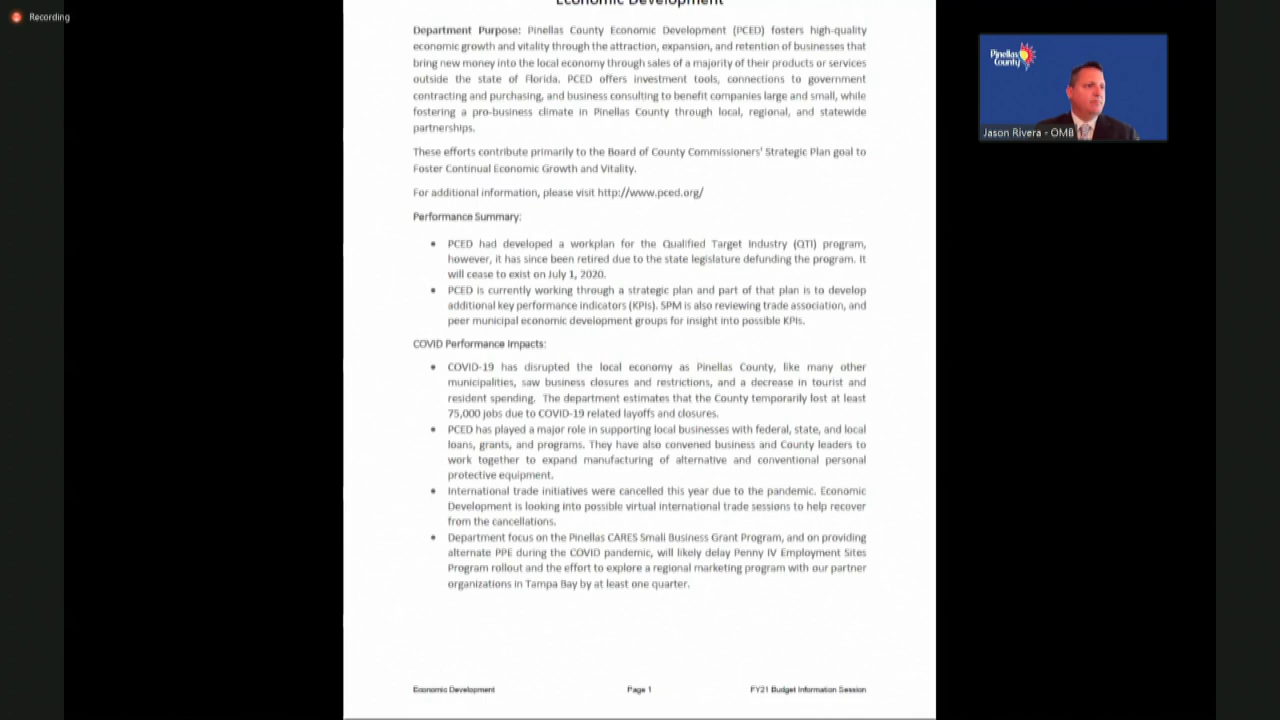 Recording
Economic Development
Department Purpose: Pinellas County Economic Development (PCED) fosters high-quality
economic growth and vitality through the attraction, expansion, and retention of businesses that
bring new money into the local economy through sales of a majority of their products or services
outside the state of Florida. PCED offers investment tools, connections to government
contracting and purchasing, and business consulting to benefit companies large and small, while
fostering a pro-business climate in Pinellas County through local, regional, and statewide
partnerships.
These efforts contribute primarily to the Board of County Commissioners' Strategic Plan goal to
Foster Continual Economic Growth and Vitality.
For additional information, please visit http://www.pced.org/
Performance Summary:
• PCED had developed a workplan for the Qualified Target Industry (QTI) program,
however, it has since been retired due to the state legislature defunding the program. It
will cease to exist on July 1, 2020.
• PCED is currently working through a strategic plan and part of that plan is to develop
additional key performance indicators (KPIs). SPM is also reviewing trade association, and
peer municipal economic development groups for insight into possible KPIs.
COVID Performance Impacts:
• COVID-19 has disrupted the local economy as Pinellas County, like many other
municipalities, saw business closures and restrictions, and a decrease in tourist and
resident spending. The department estimates that the County temporarily lost at least
75,000 jobs due to COVID-19 related layoffs and closures.
• PCED has played a major role in supporting local businesses with federal, state, and local
loans, grants, and programs. They have also convened business and County leaders to
work together to expand manufacturing of alternative and conventional personal
protective equipment.
• International trade initiatives were cancelled this year due to the pandemic. Economic
Development is looking into possible virtual international trade sessions to help recover
from the cancellations.
• Department focus on the Pinellas CARES Small Business Grant Program, and on providing
alternate PPE during the COVID pandemic, will likely delay Penny IV Employment Sites
Program rollout and the effort to explore a regional marketing program with our partner
organizations in Tampa Bay by at least one quarter.
Economic Development Page 1 FY21 Budget Information Session
Pinellas
County
Jason Rivera - OMB